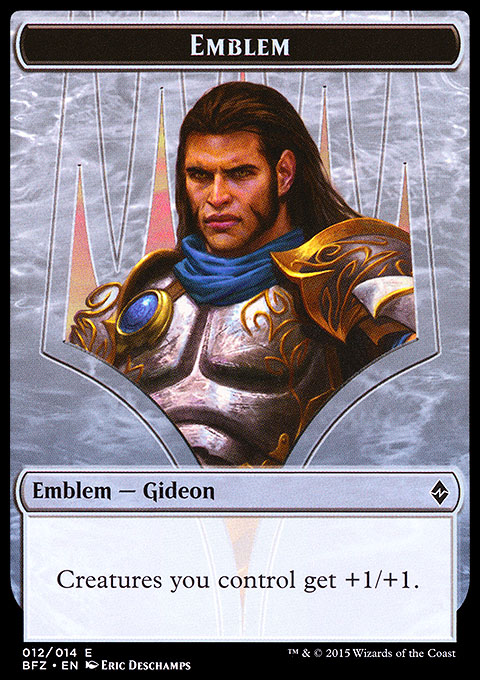 Emblem
Emblem — Gideon
Creatures you control get +1/+1.
012/014 E
BFZ • EN Eric Deschamps
™ & © 2015 Wizards of the Coast